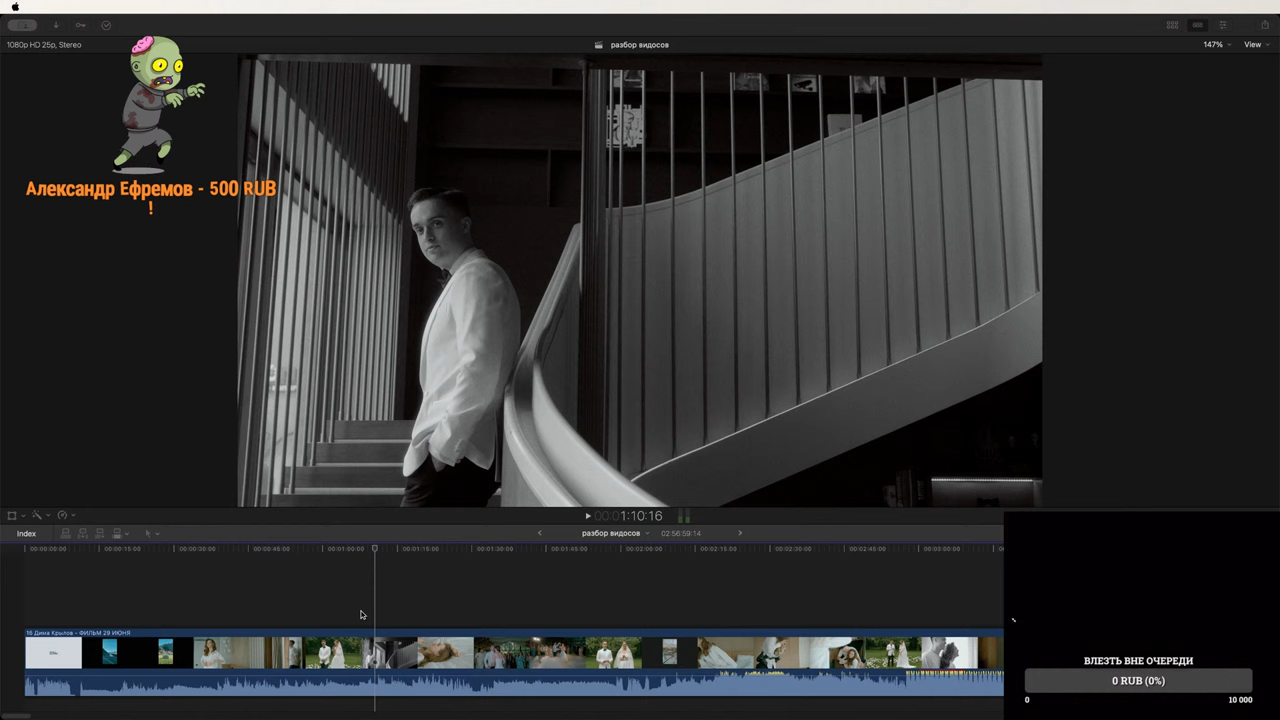 1080p HD 25p, Stereo
разбор видосов
147%
View
Александр Ефремов - 500 RUB
!
00:00:1:10:16
Index
разбор видосов
02:56:59:14
00:00:00:00
00:00:15:00
00:00:30:00
00:00:45:00
00:01:00:00
00:01:15:00
00:01:30:00
00:01:45:00
00:02:00:00
00:02:15:00
00:02:30:00
00:02:45:00
00:03:00:00
16 Дима Крылов - ФИЛЬМ 29 ИЮНЯ
ВЛЕЗТЬ ВНЕ ОЧЕРЕДИ
0 RUB (0%)
0
10 000